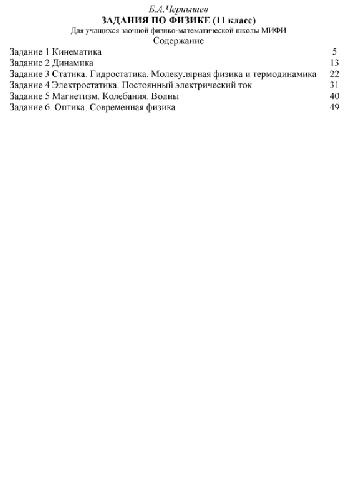 Б.А.Чернышев
ЗАДАНИЯ ПО ФИЗИКЕ (11 класс)
Для учащихся заочной физико-математической школы МИФИ
Содержание
Задание 1 Кинематика 5
Задание 2 Динамика 13
Задание 3 Статика. Гидростатика. Молекулярная физика и термодинамика 22
Задание 4 Электростатика. Постоянный электрический ток 31
Задание 5 Магнетизм. Колебания. Волны 40
Задание 6 Оптика. Современная физика 49